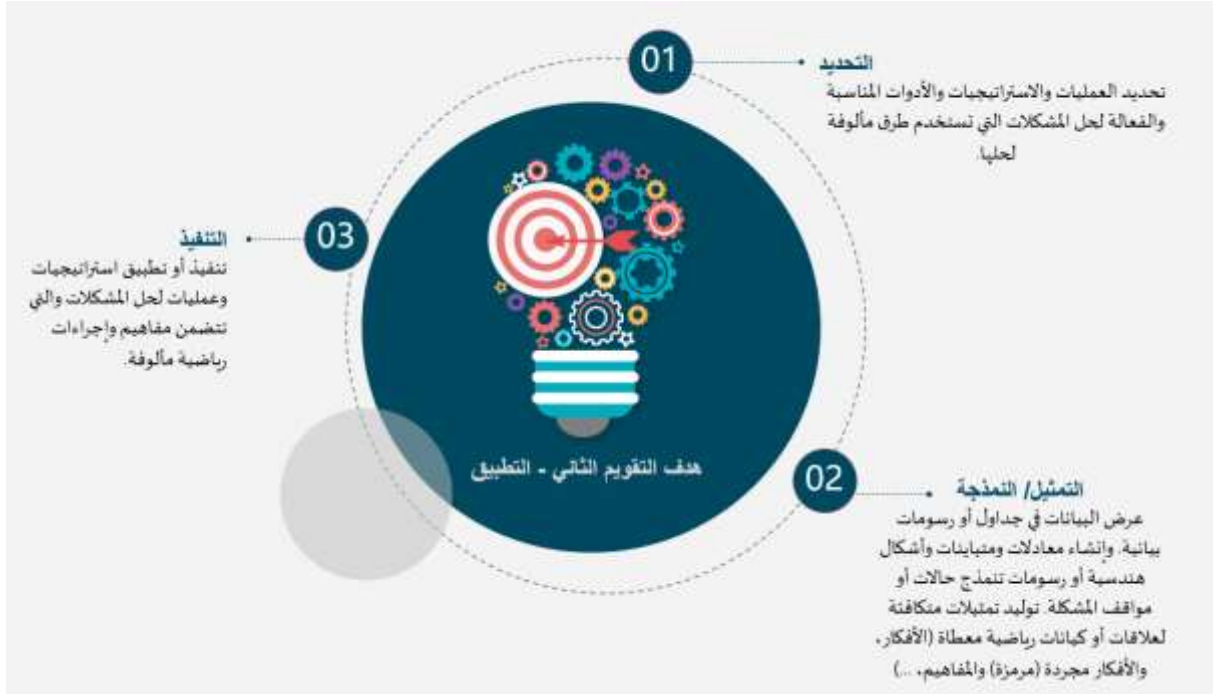 01
التحديد
تحديد العمليات والاستراتيجيات والأدوات المناسبة
والفعالة لحل المشكلات التي تستخدم طرق مألوفة
لحلها.
02
التمثيل/ النمذجة
عرض البيانات في جداول أو رسومات
بيانية. وإنشاء معادلات ومتباينات وأشكال
هندسية أو رسومات تنمذج حالات أو
مواقف المشكلة. توليد تمثيلات متكافئة
لعلاقات أو كيانات رياضية معطاة (الأفكار،
والأفكار مجردة (مرمزة) والمفاهيم، ...)
03
التنفيذ
تنفيذ أو تطبيق استراتيجيات
وعمليات لحل المشكلات والتي
تتضمن مفاهيم وإجراءات
رياضية مألوفة.
هدف التقويم الثاني - التطبيق